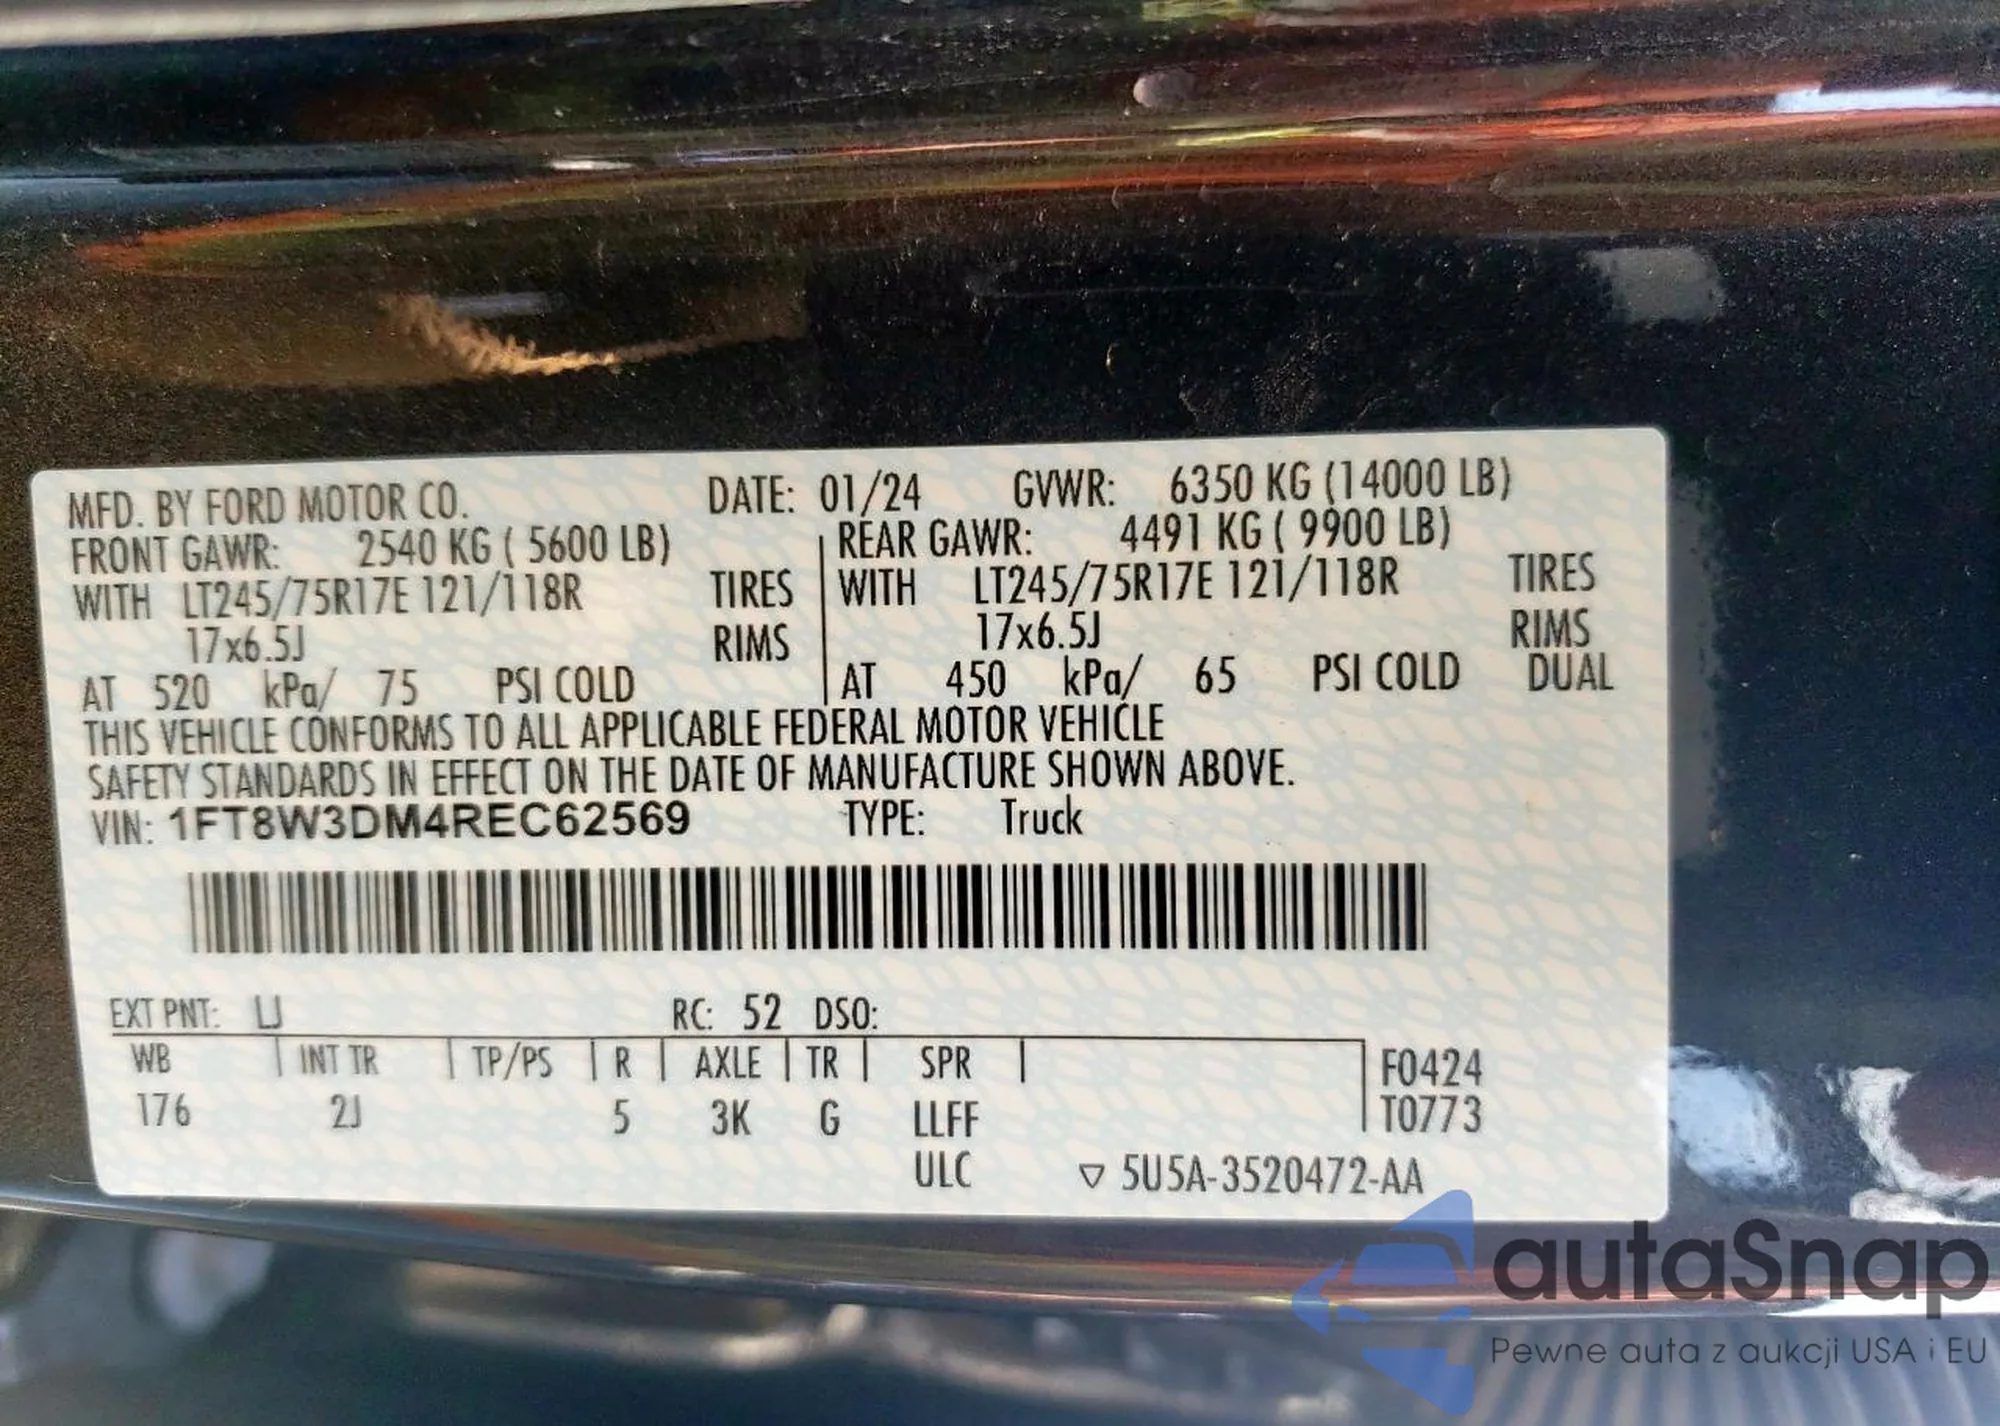 MFD. BY FORD MOTOR CO. DATE: 01/24 GVWR: 6350 KG (14000 LB)
FRONT GAWR: 2540 KG ( 5600 LB) REAR GAWR: 4491 KG ( 9900 LB)
WITH LT245/75R17E 121/118R TIRES WITH LT245/75R17E 121/118R TIRES
17x6.5J RIMS 17x6.5J RIMS
AT 520 kPa/ 75 PSI COLD AT 450 kPa/ 65 PSI COLD DUAL
THIS VEHICLE CONFORMS TO ALL APPLICABLE FEDERAL MOTOR VEHICLE
SAFETY STANDARDS IN EFFECT ON THE DATE OF MANUFACTURE SHOWN ABOVE.
VIN: 1FT8W3DM4REC62569 TYPE: Truck
EXT PNT: LJ RC: 52 DSO:
WB INT TR TP/PS R AXLE TR SPR F0424
176 2J 5 3K G LLFF T0773
ULC ▽ 5U5A-3520472-AA
autaSnap
Pewne auta z aukcji USA i EU